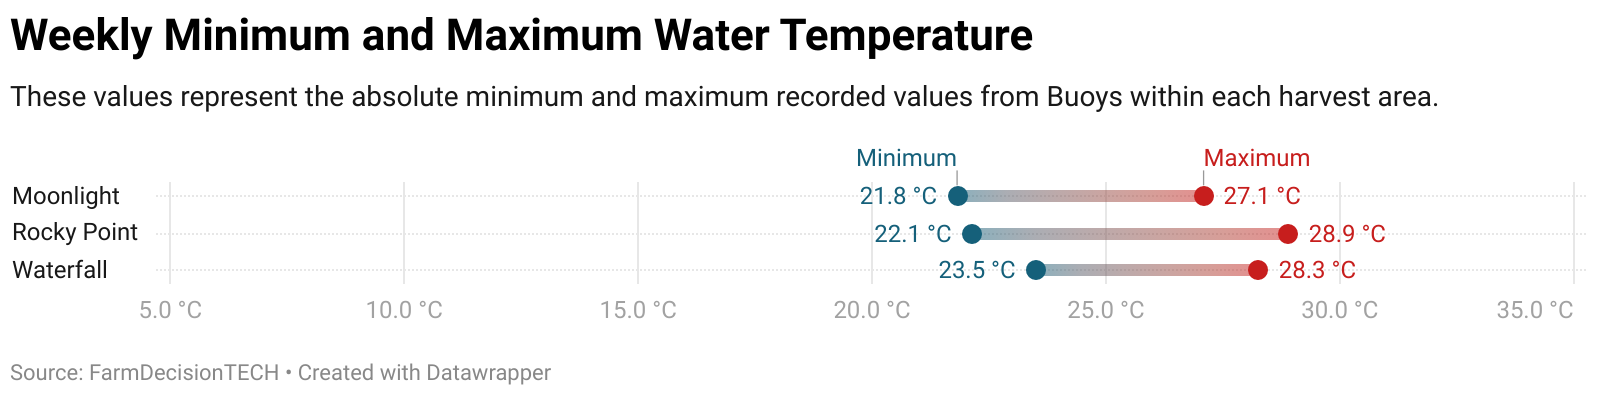 Weekly Minimum and Maximum Water Temperature
These values represent the absolute minimum and maximum recorded values from Buoys within each harvest area.
Minimum Maximum
Moonlight 21.8 °C 27.1 °C
Rocky Point 22.1 °C 28.9 °C
Waterfall 23.5 °C 28.3 °C
5.0 °C 10.0 °C 15.0 °C 20.0 °C 25.0 °C 30.0 °C 35.0 °C
Source: FarmDecisionTECH • Created with Datawrapper